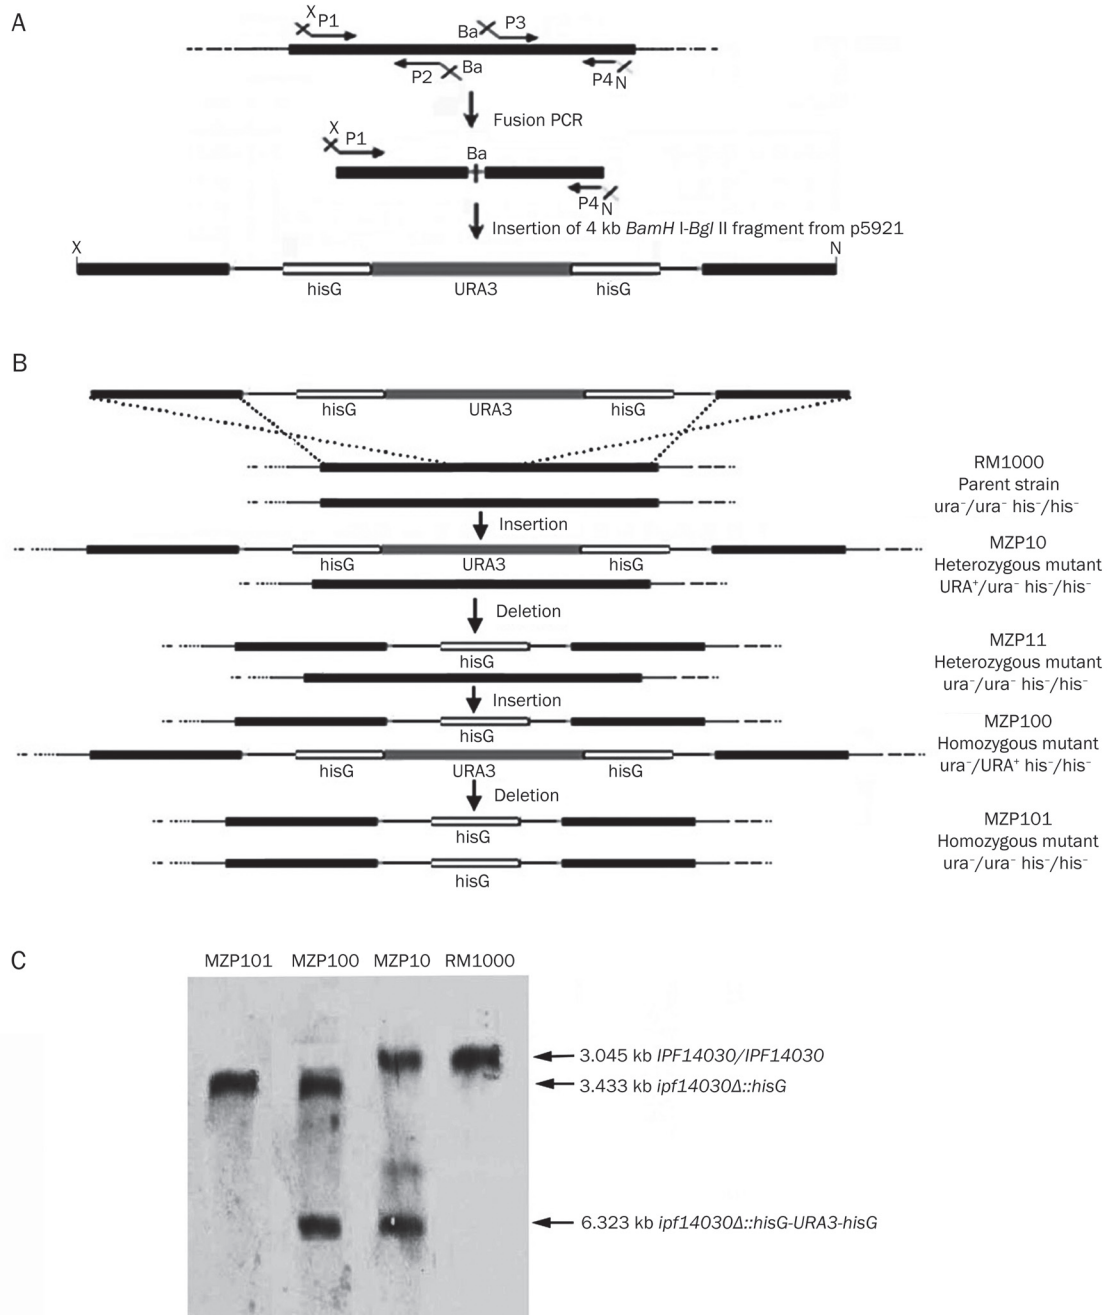 A
X
P1
Ba
P3
P2
Ba
P4
N
Fusion PCR
X
P1
Ba
P4
N
Insertion of 4 kb BamH I-Bgl II fragment from p5921
X
N
hisG
URA3
hisG
B
hisG
URA3
hisG
RM1000
Parent strain
ura⁻/ura⁻ his⁻/his⁻
Insertion
hisG
URA3
hisG
MZP10
Heterozygous mutant
URA⁺/ura⁻ his⁻/his⁻
Deletion
hisG
MZP11
Heterozygous mutant
ura⁻/ura⁻ his⁻/his⁻
Insertion
hisG
hisG
URA3
hisG
MZP100
Homozygous mutant
ura⁻/URA⁺ his⁻/his⁻
Deletion
hisG
hisG
MZP101
Homozygous mutant
ura⁻/ura⁻ his⁻/his⁻
C
MZP101 MZP100 MZP10 RM1000
3.045 kb IPF14030/IPF14030
3.433 kb ipf14030Δ::hisG
6.323 kb ipf14030Δ::hisG-URA3-hisG